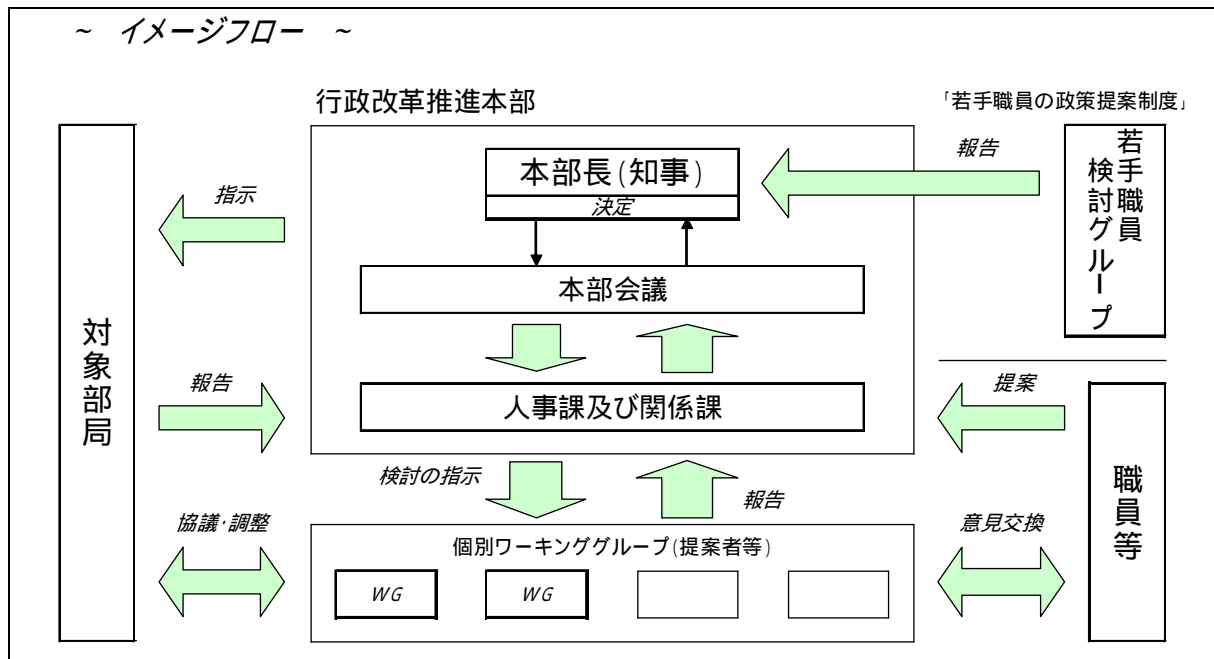 ~ イメージフロー ~
行政改革推進本部
「若手職員の政策提案制度」
本部長(知事)
決定
報告
若手職員
検討グループ
指示
本部会議
対象部局
報告
人事課及び関係課
提案
検討の指示
報告
職員等
協議・調整
個別ワーキンググループ(提案者等)
意見交換
WG
WG